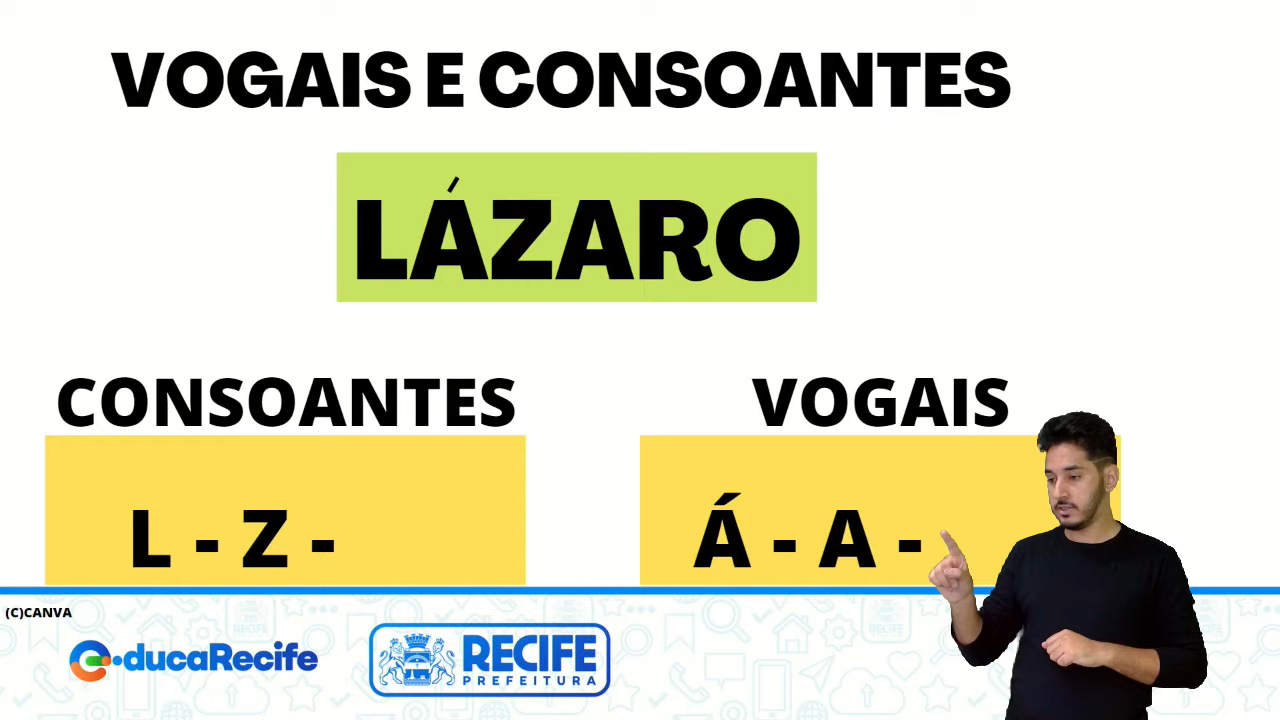 VOGAIS E CONSOANTES
LÁZARO
CONSOANTES
VOGAIS
L - Z -
Á - A -
(C)CANVA
educaRecife
RECIFE
PREFEITURA